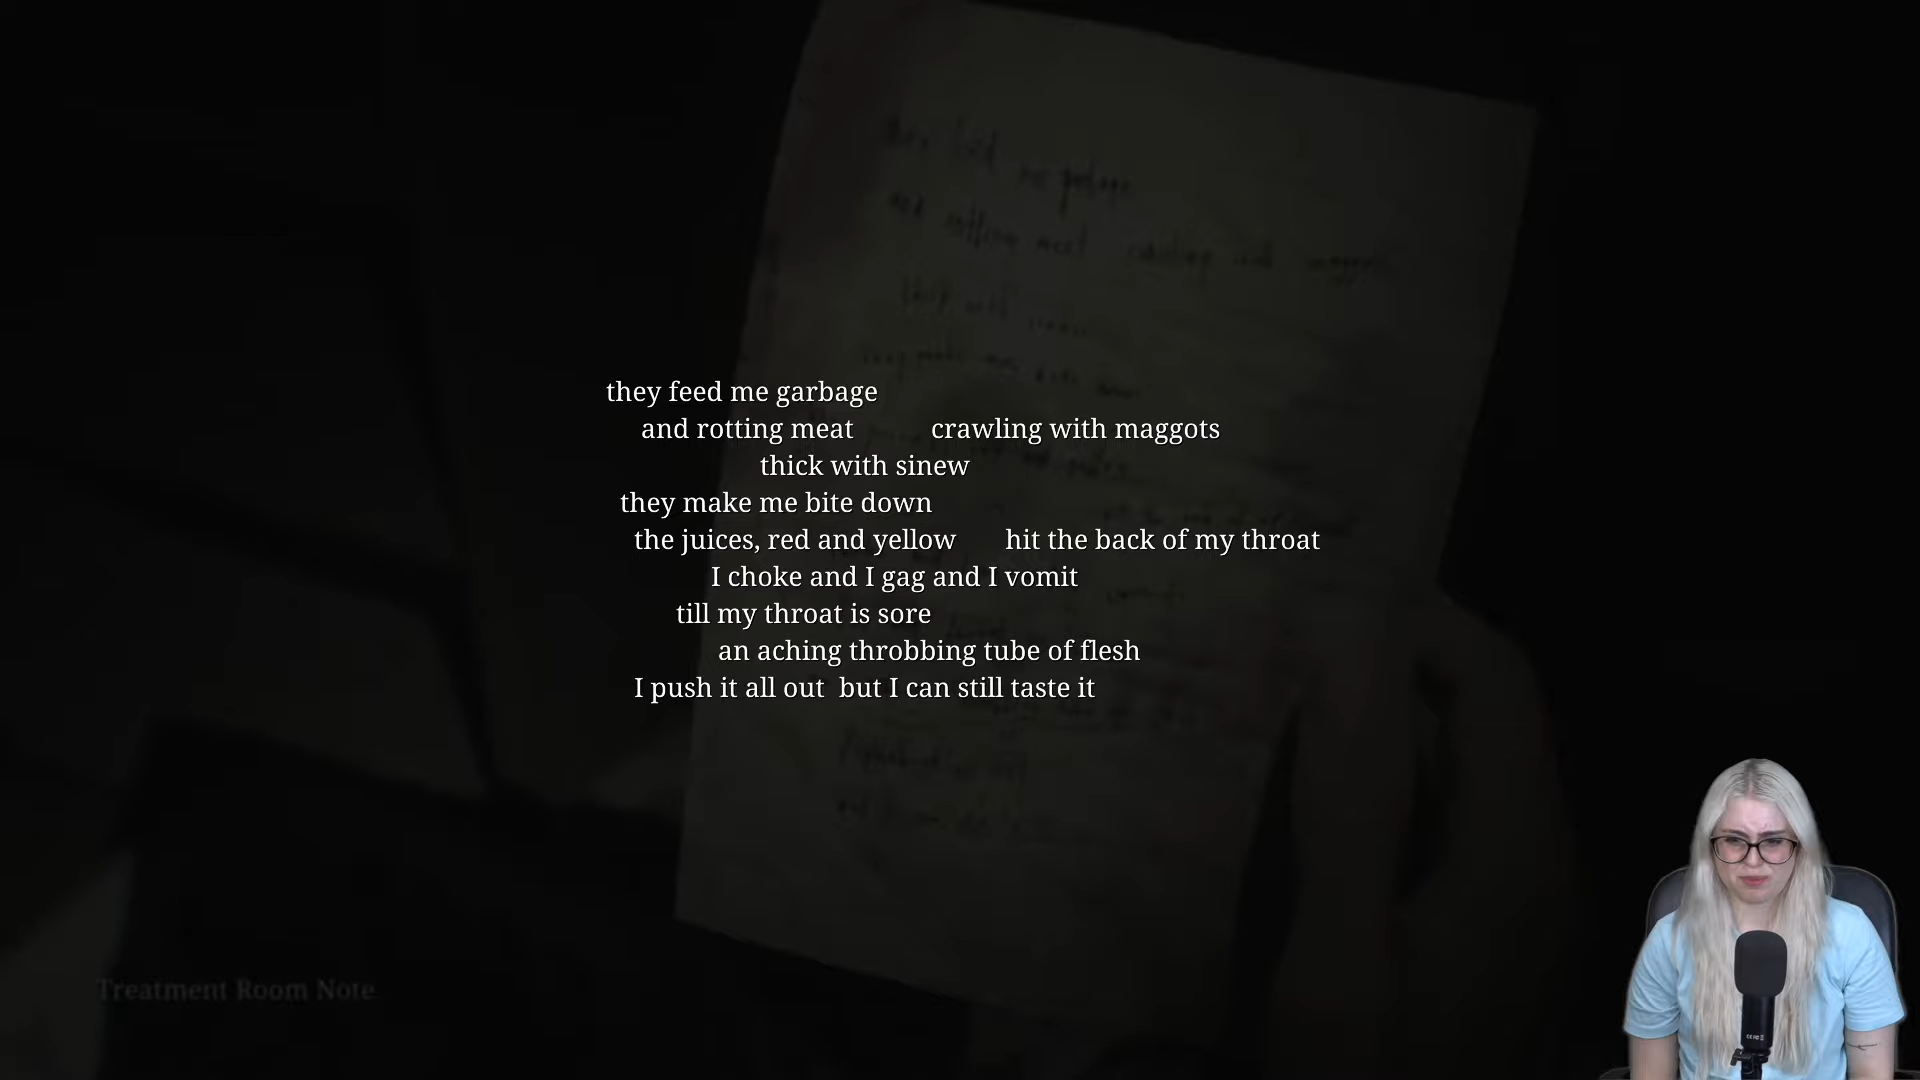 they feed me garbage
and rotting meat crawling with maggots
thick with sinew
they make me bite down
the juices, red and yellow hit the back of my throat
I choke and I gag and I vomit
till my throat is sore
an aching throbbing tube of flesh
I push it all out but I can still taste it
Treatment Room Note